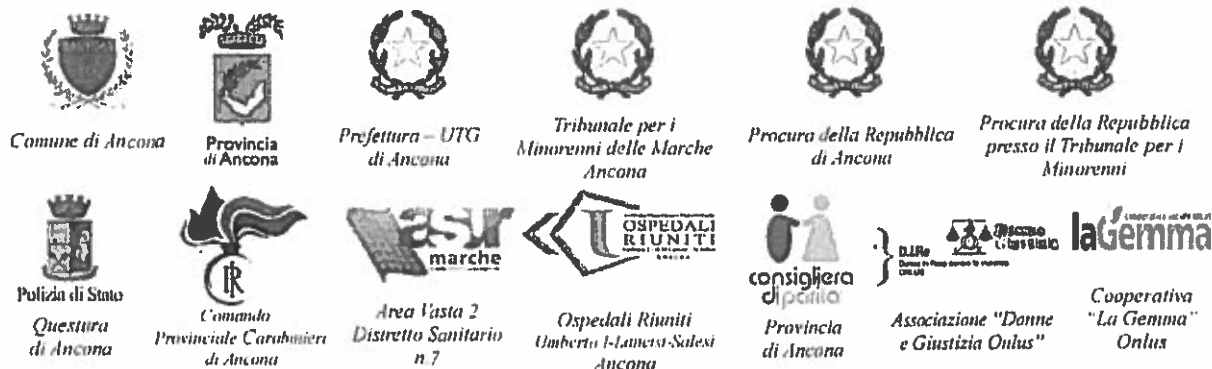 Comune di Ancona
Provincia
di Ancona
Prefettura – UTG
di Ancona
Tribunale per i
Minorenni delle Marche
Ancona
Procura della Repubblica
di Ancona
Procura della Repubblica
presso il Tribunale per i
Minorenni
Polizia di Stato
Questura
di Ancona
Comando
Provinciale Carabinieri
di Ancona
asur
marche
Area Vasta 2
Distretto Sanitario
n.7
OSPEDALI
RIUNITI
Ospedali Riuniti
Umberto I-Lancisi-Salesi
Ancona
consigliera
di parità
Provincia
di Ancona
D.i.Re
Donne e Giustizia
Associazione "Donne
e Giustizia Onlus"
laGemma
Cooperativa
"La Gemma"
Onlus